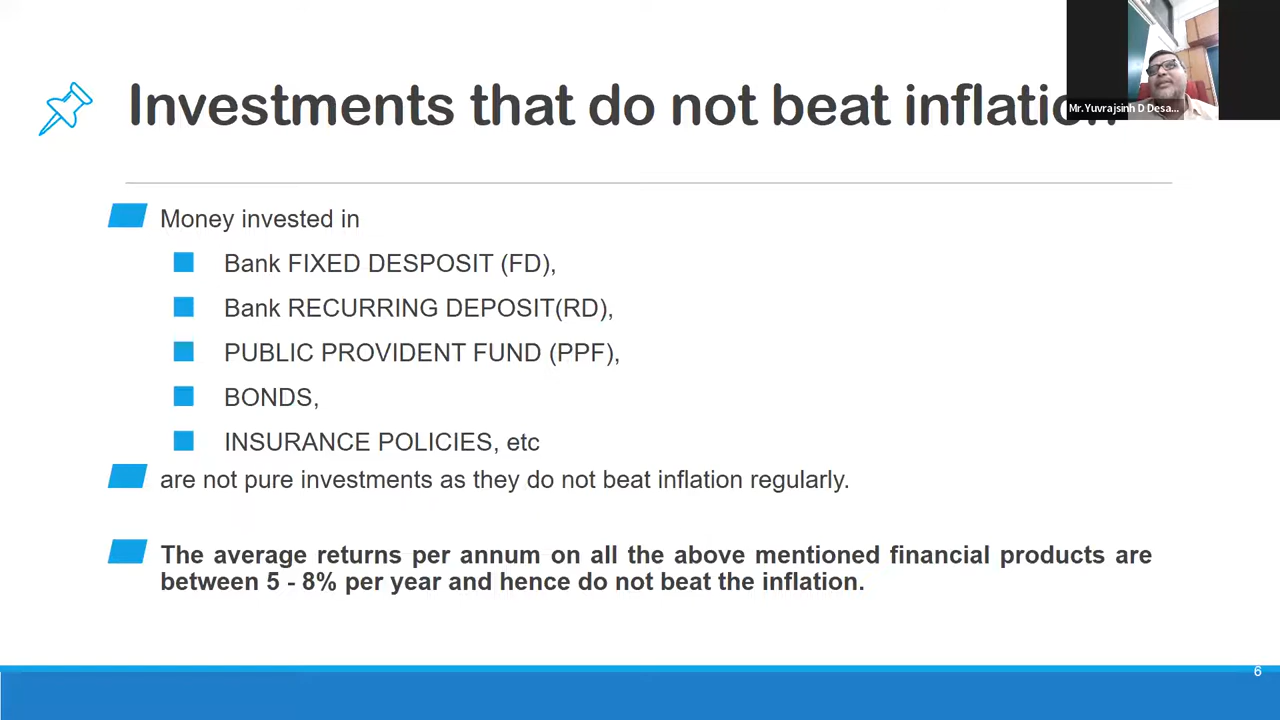 Investments that do not beat inflation
Mr.Yuvrajsinh D Desa...
Money invested in
Bank FIXED DESPOSIT (FD),
Bank RECURRING DEPOSIT(RD),
PUBLIC PROVIDENT FUND (PPF),
BONDS,
INSURANCE POLICIES, etc
are not pure investments as they do not beat inflation regularly.
The average returns per annum on all the above mentioned financial products are
between 5 - 8% per year and hence do not beat the inflation.
6